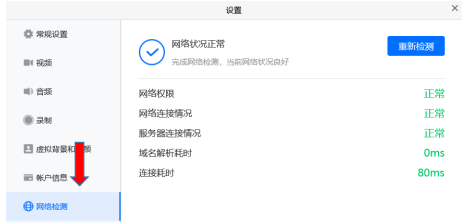 设置
常规设置
视频
音频
录制
虚拟背景和
频
帐户信息
网络检测
网络状况正常
完成网络检测，当前网络状况良好
重新检测
网络权限 正常
网络连接情况 正常
服务器连接情况 正常
域名解析耗时 0ms
连接耗时 80ms